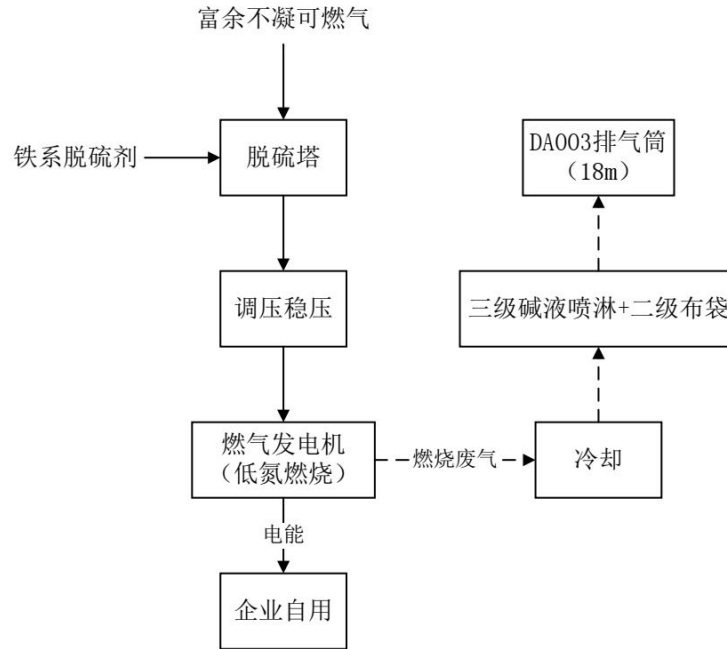 富余不凝可燃气
铁系脱硫剂
脱硫塔
DA003排气筒
（18m）
调压稳压
三级碱液喷淋+二级布袋
燃气发电机
（低氮燃烧）
燃烧废气
冷却
电能
企业自用